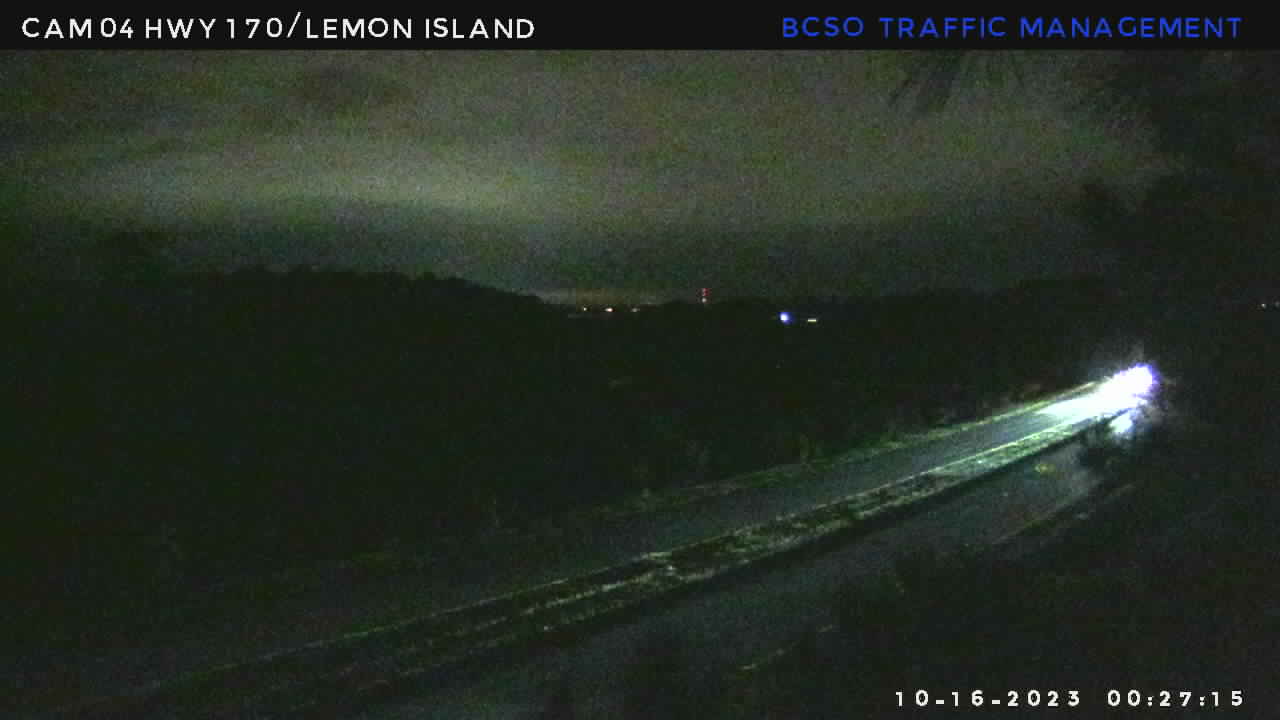 CAM04 HWY 170/LEMON ISLAND
BCSO TRAFFIC MANAGEMENT
10-16-2023 00:27:15